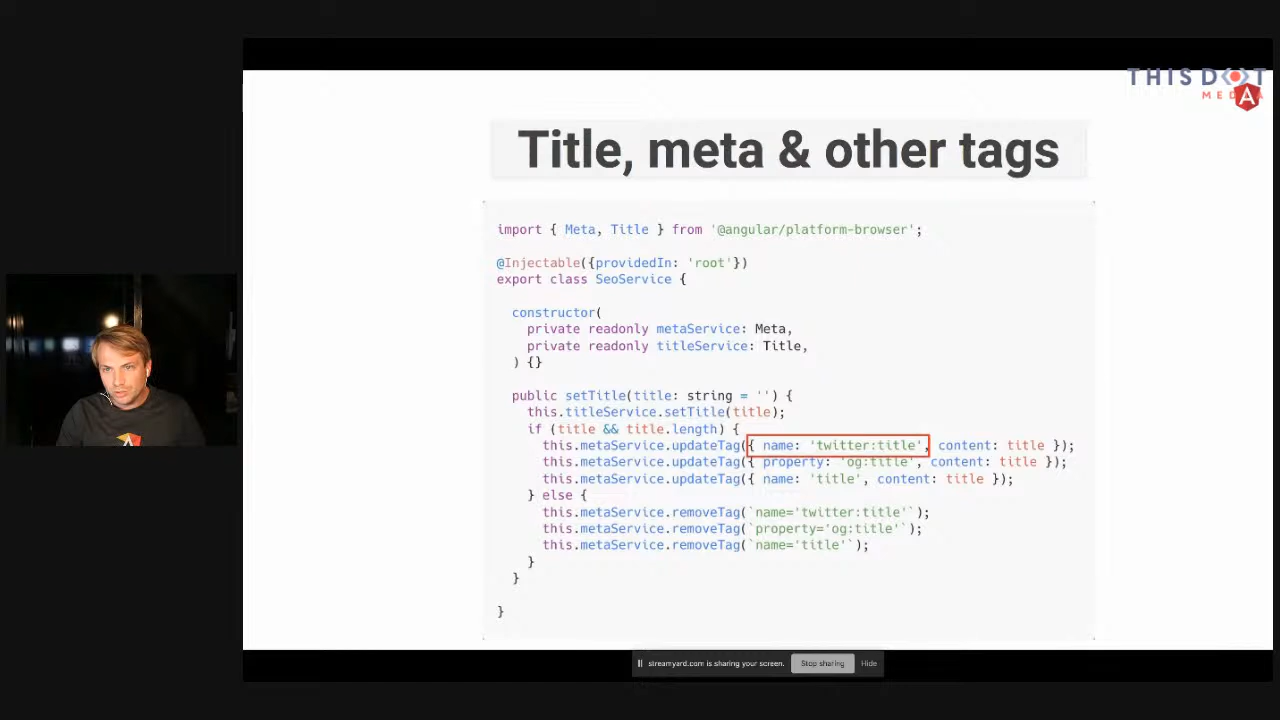 THIS DOT
MEDIA
Title, meta & other tags
import { Meta, Title } from '@angular/platform-browser';
@Injectable({providedIn: 'root'})
export class SeoService {
constructor(
private readonly metaService: Meta,
private readonly titleService: Title,
) {}
public setTitle(title: string = '') {
this.titleService.setTitle(title);
if (title && title.length) {
this.metaService.updateTag({ name: 'twitter:title', content: title });
this.metaService.updateTag({ property: 'og:title', content: title });
this.metaService.updateTag({ name: 'title', content: title });
} else {
this.metaService.removeTag(`name='twitter:title'`);
this.metaService.removeTag(`property='og:title'`);
this.metaService.removeTag(`name='title'`);
}
}
}
streamyard.com is sharing your screen.
Stop sharing
Hide